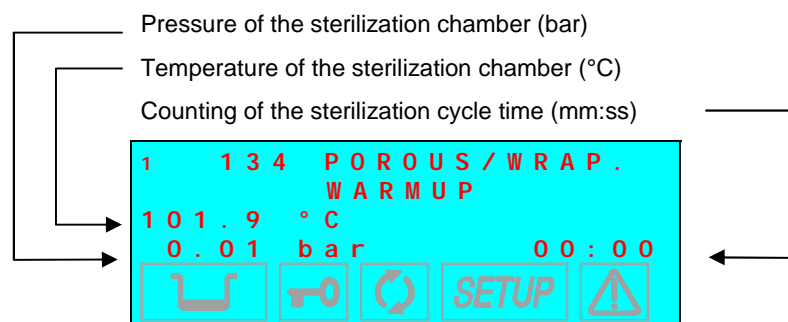 Pressure of the sterilization chamber (bar)
Temperature of the sterilization chamber (°C)
Counting of the sterilization cycle time (mm:ss)
1 134 POROUS/WRAP.
WARMUP
101.9 °C
0.01 bar 00:00
SETUP